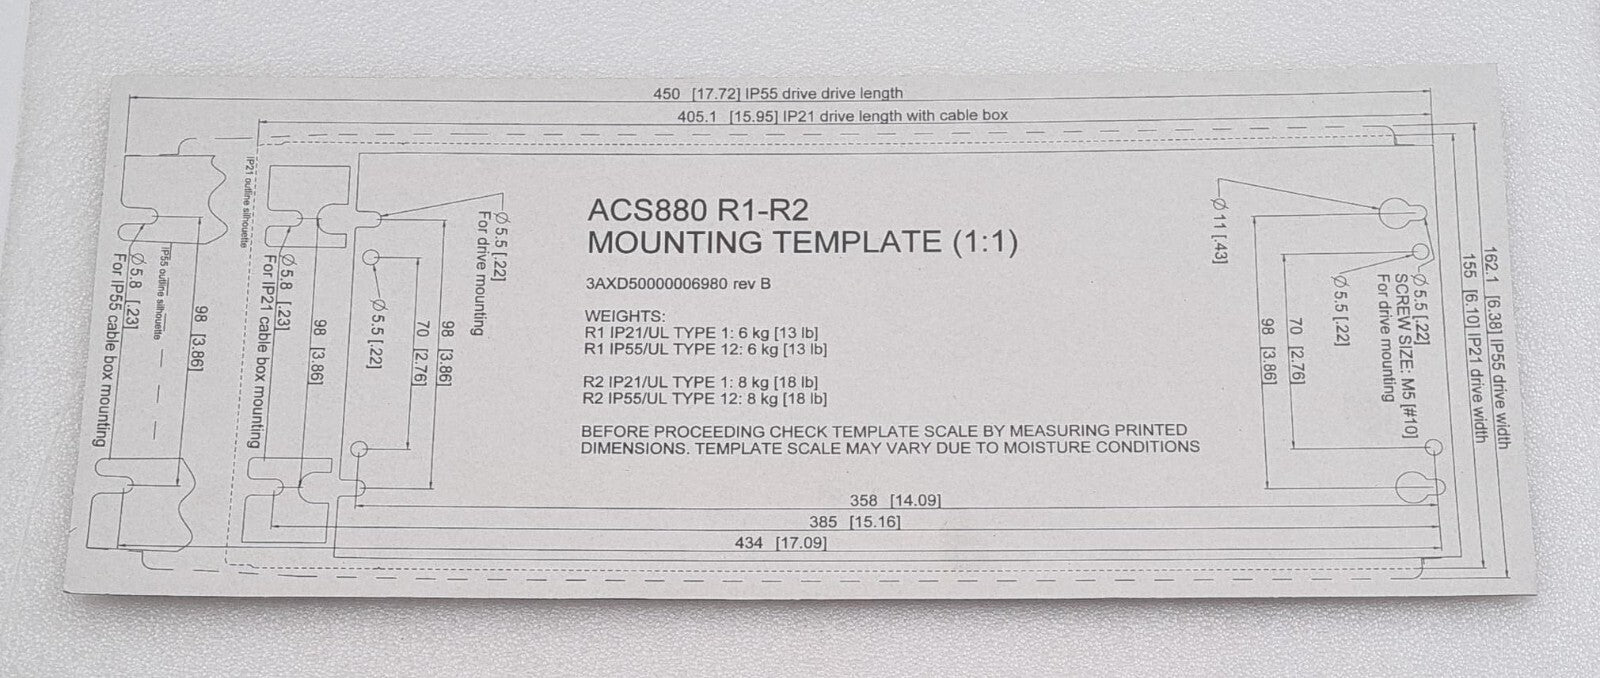 450 [17.72] IP55 drive drive length
405.1 [15.95] IP21 drive length with cable box
IP21 outline silhouette
IP55 outline silhouette
Ø5.8 [.23]
For IP55 cable box mounting
98 [3.86]
Ø5.8 [.23]
For IP21 cable box mounting
98 [3.86]
Ø5.5 [.22]
70 [2.76]
98 [3.86]
Ø5.5 [.22]
For drive mounting
ACS880 R1-R2
MOUNTING TEMPLATE (1:1)
3AXD50000006980 rev B
WEIGHTS:
R1 IP21/UL TYPE 1: 6 kg [13 lb]
R1 IP55/UL TYPE 12: 6 kg [13 lb]
R2 IP21/UL TYPE 1: 8 kg [18 lb]
R2 IP55/UL TYPE 12: 8 kg [18 lb]
BEFORE PROCEEDING CHECK TEMPLATE SCALE BY MEASURING PRINTED
DIMENSIONS. TEMPLATE SCALE MAY VARY DUE TO MOISTURE CONDITIONS
Ø11 [.43]
98 [3.86]
70 [2.76]
Ø5.5 [.22]
Ø5.5 [.22]
SCREW SIZE: M5 [#10]
For drive mounting
162.1 [6.38] IP55 drive width
155 [6.10] IP21 drive width
358 [14.09]
385 [15.16]
434 [17.09]